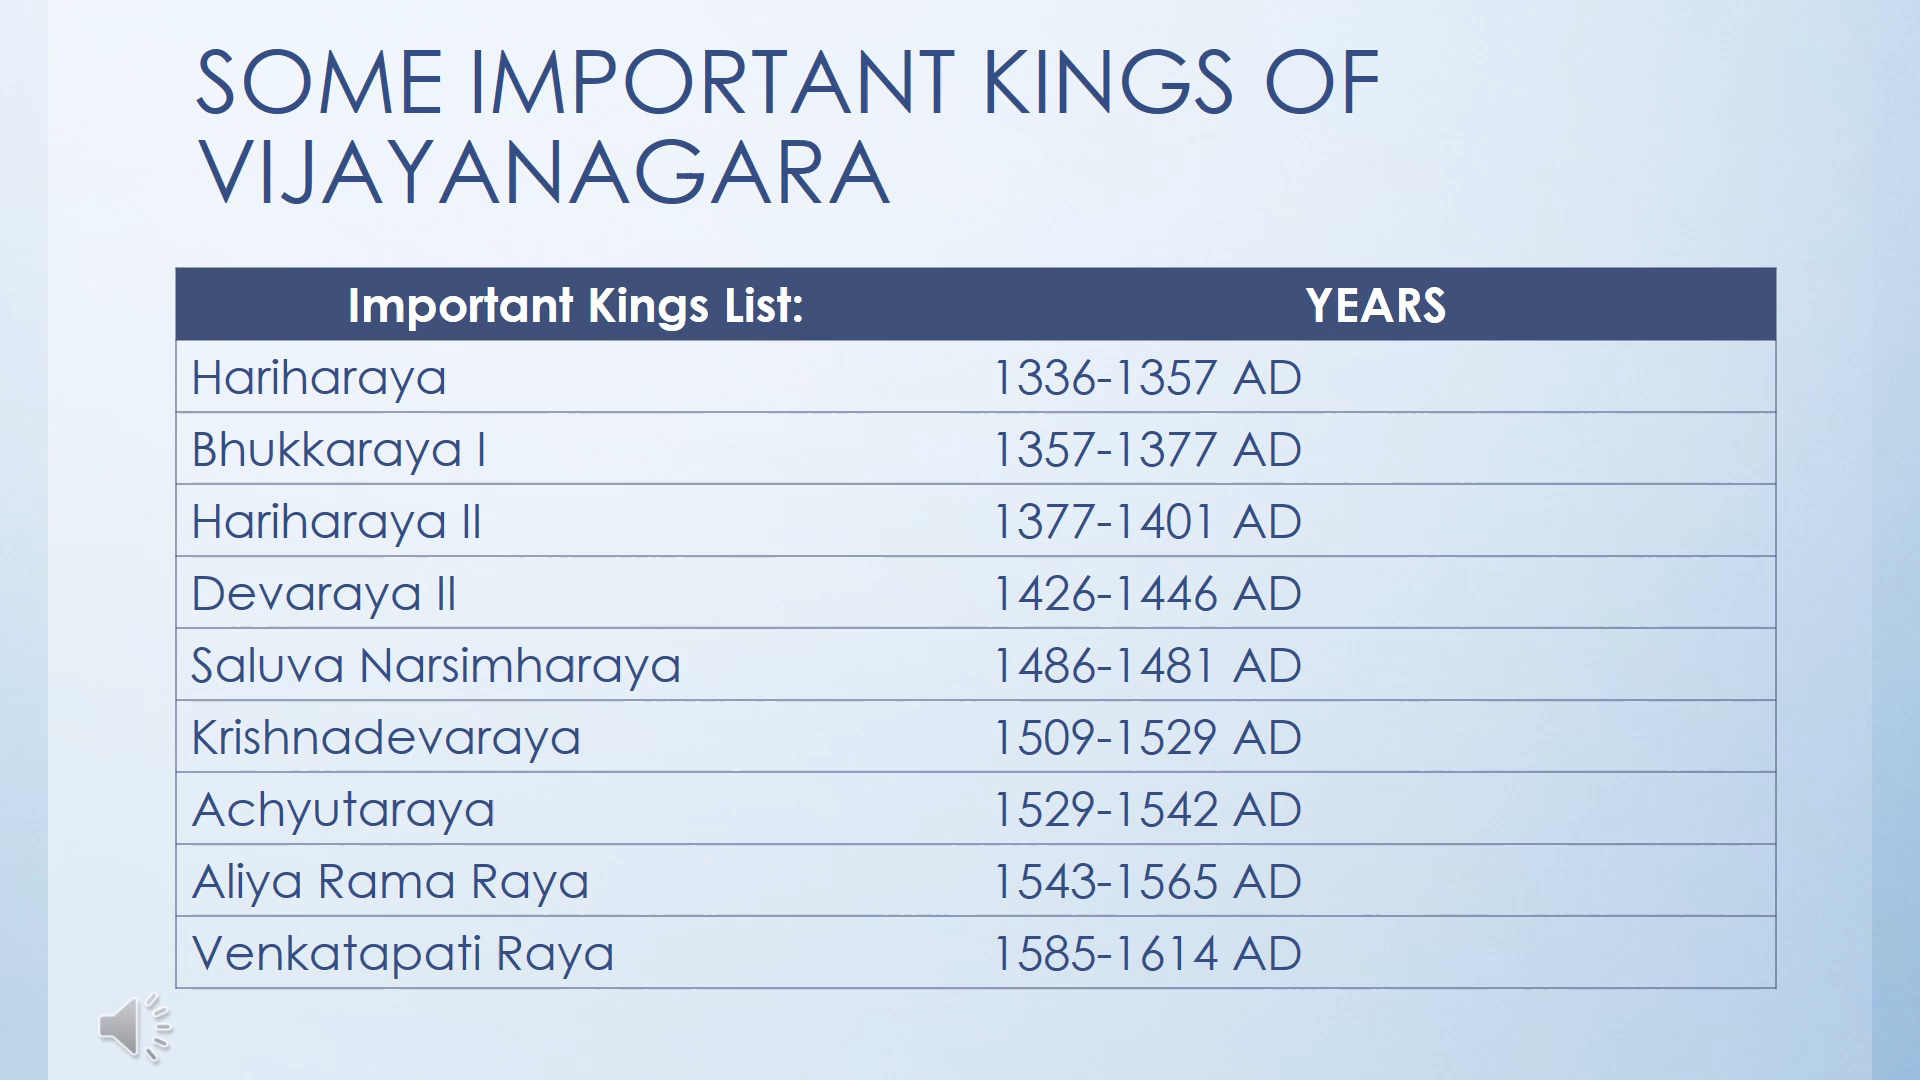 SOME IMPORTANT KINGS OF
VIJAYANAGARA
Important Kings List: YEARS
Hariharaya 1336-1357 AD
Bhukkaraya I 1357-1377 AD
Hariharaya II 1377-1401 AD
Devaraya II 1426-1446 AD
Saluva Narsimharaya 1486-1481 AD
Krishnadevaraya 1509-1529 AD
Achyutaraya 1529-1542 AD
Aliya Rama Raya 1543-1565 AD
Venkatapati Raya 1585-1614 AD